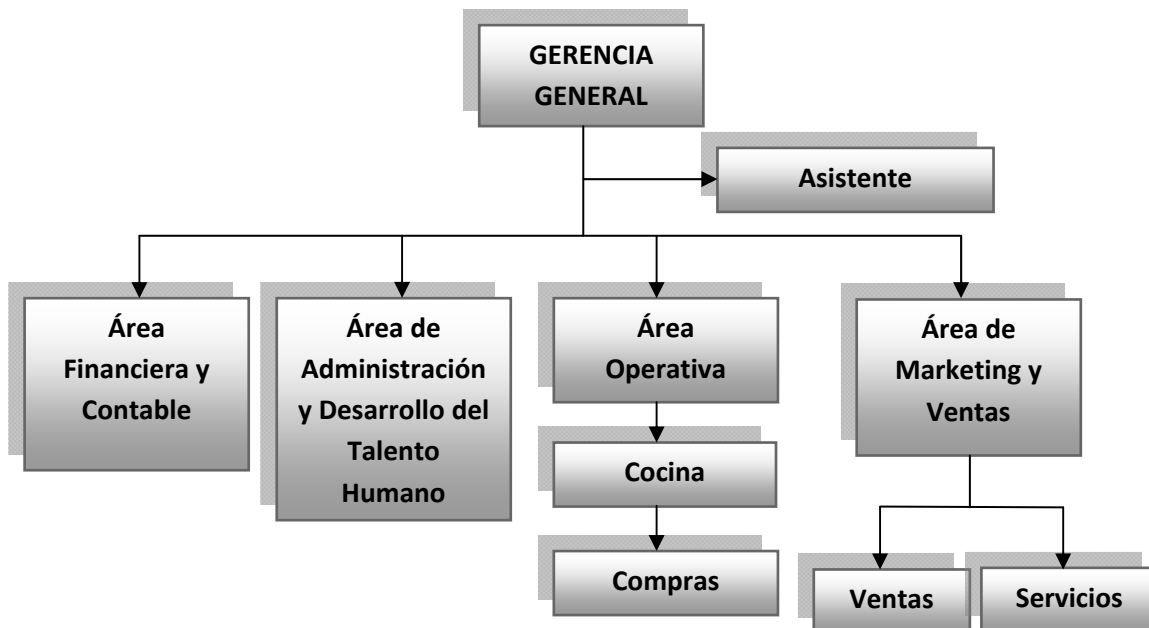 GERENCIA
GENERAL
Asistente
Área
Financiera y
Contable
Área de
Administración
y Desarrollo del
Talento
Humano
Área
Operativa
Área de
Marketing y
Ventas
Cocina
Compras
Ventas
Servicios